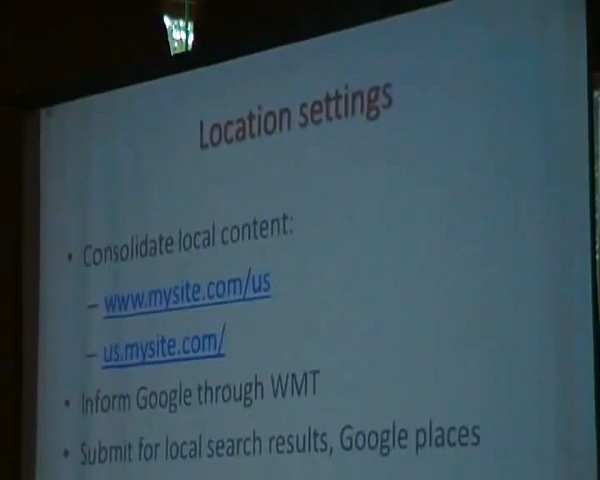 Location settings
• Consolidate local content:
– www.mysite.com/us
– us.mysite.com/
• Inform Google through WMT
• Submit for local search results, Google places